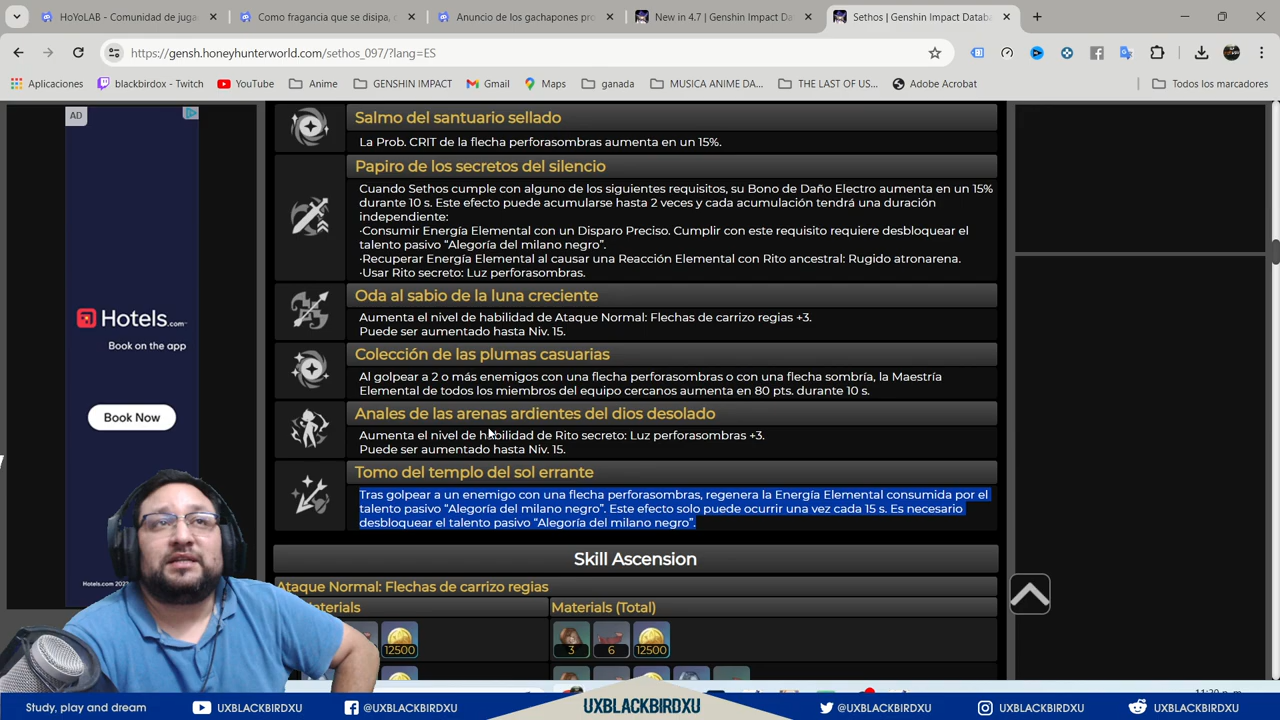 HoYoLAB - Comunidad de juga
Como fragancia que se disipa, c
Anuncio de los gachapones pro
New in 4.7 | Genshin Impact Dat
Sethos | Genshin Impact Databa
https://gensh.honeyhunterworld.com/sethos_097/?lang=ES
Aplicaciones
blackbirdox - Twitch
YouTube
Anime
GENSHIN IMPACT
Gmail
Maps
ganada
MUSICA ANIME DA...
THE LAST OF US...
Adobe Acrobat
Todos los marcadores
AD
Hotels.com
Book on the app
Book Now
Salmo del santuario sellado
La Prob. CRIT de la flecha perforasombras aumenta en un 15%.
Papiro de los secretos del silencio
Cuando Sethos cumple con alguno de los siguientes requisitos, su Bono de Daño Electro aumenta en un 15%
durante 10 s. Este efecto puede acumularse hasta 2 veces y cada acumulación tendrá una duración
independiente:
·Consumir Energía Elemental con un Disparo Preciso. Cumplir con este requisito requiere desbloquear el
talento pasivo “Alegoría del milano negro”.
·Recuperar Energía Elemental al causar una Reacción Elemental con Rito ancestral: Rugido atronarena.
·Usar Rito secreto: Luz perforasombras.
Oda al sabio de la luna creciente
Aumenta el nivel de habilidad de Ataque Normal: Flechas de carrizo regias +3.
Puede ser aumentado hasta Niv. 15.
Colección de las plumas casuarias
Al golpear a 2 o más enemigos con una flecha perforasombras o con una flecha sombría, la Maestría
Elemental de todos los miembros del equipo cercanos aumenta en 80 pts. durante 10 s.
Anales de las arenas ardientes del dios desolado
Aumenta el nivel de habilidad de Rito secreto: Luz perforasombras +3.
Puede ser aumentado hasta Niv. 15.
Tomo del templo del sol errante
Tras golpear a un enemigo con una flecha perforasombras, regenera la Energía Elemental consumida por el
talento pasivo “Alegoría del milano negro”. Este efecto solo puede ocurrir una vez cada 15 s. Es necesario
desbloquear el talento pasivo “Alegoría del milano negro”.
Skill Ascension
Ataque Normal: Flechas de carrizo regias
Materials (Total)
12500
3
6
12500
Study, play and dream
UXBLACKBIRDXU
@UXBLACKBIRDXU
UXBLACKBIRDXU
@UXBLACKBIRDXU
UXBLACKBIRDXU
UXBLACKBIRDXU